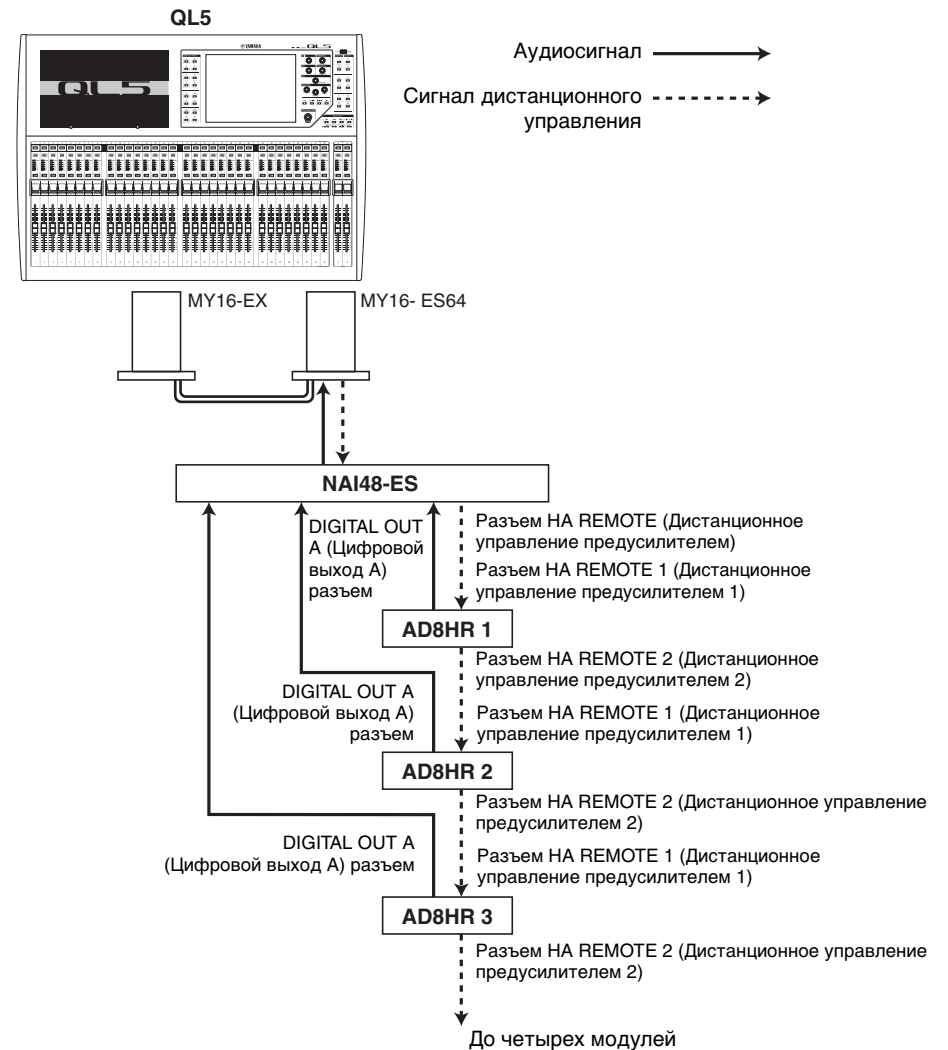 QL5
YAMAHA
QL5
QL5
Аудиосигнал
Сигнал дистанционного
управления
MY16-EX
MY16- ES64
NAI48-ES
DIGITAL OUT
A (Цифровой
выход A)
разъем
Разъем HA REMOTE (Дистанционное
управление предусилителем)
Разъем HA REMOTE 1 (Дистанционное
управление предусилителем 1)
AD8HR 1
Разъем HA REMOTE 2 (Дистанционное
управление предусилителем 2)
DIGITAL OUT A
(Цифровой выход A)
разъем
Разъем HA REMOTE 1 (Дистанционное
управление предусилителем 1)
AD8HR 2
Разъем HA REMOTE 2 (Дистанционное управление
предусилителем 2)
DIGITAL OUT A
(Цифровой выход A) разъем
Разъем HA REMOTE 1 (Дистанционное
управление предусилителем 1)
AD8HR 3
Разъем HA REMOTE 2 (Дистанционное управление
предусилителем 2)
До четырех модулей